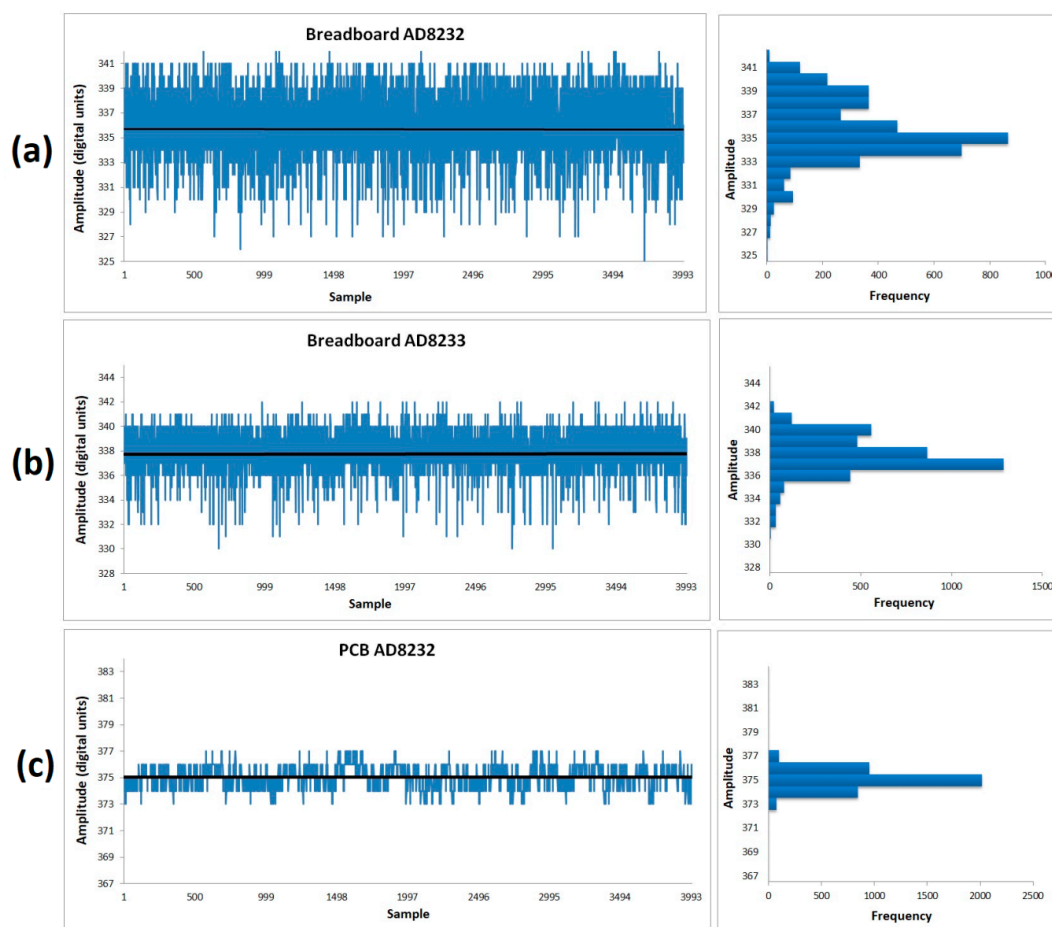 (a)
Breadboard AD8232
Amplitude (digital units)
341
339
337
335
333
331
329
327
325
1 500 999 1498 1997 2496 2995 3494 3993
Sample
Amplitude
341
339
337
335
333
331
329
327
325
0 200 400 600 800 1000
Frequency
(b)
Breadboard AD8233
Amplitude (digital units)
344
342
340
338
336
334
332
330
328
1 500 999 1498 1997 2496 2995 3494 3993
Sample
Amplitude
344
342
340
338
336
334
332
330
328
0 500 1000 1500
Frequency
(c)
PCB AD8232
Amplitude (digital units)
383
381
379
377
375
373
371
369
367
1 500 999 1498 1997 2496 2995 3494 3993
Sample
Amplitude
383
381
379
377
375
373
371
369
367
0 500 1000 1500 2000 2500
Frequency